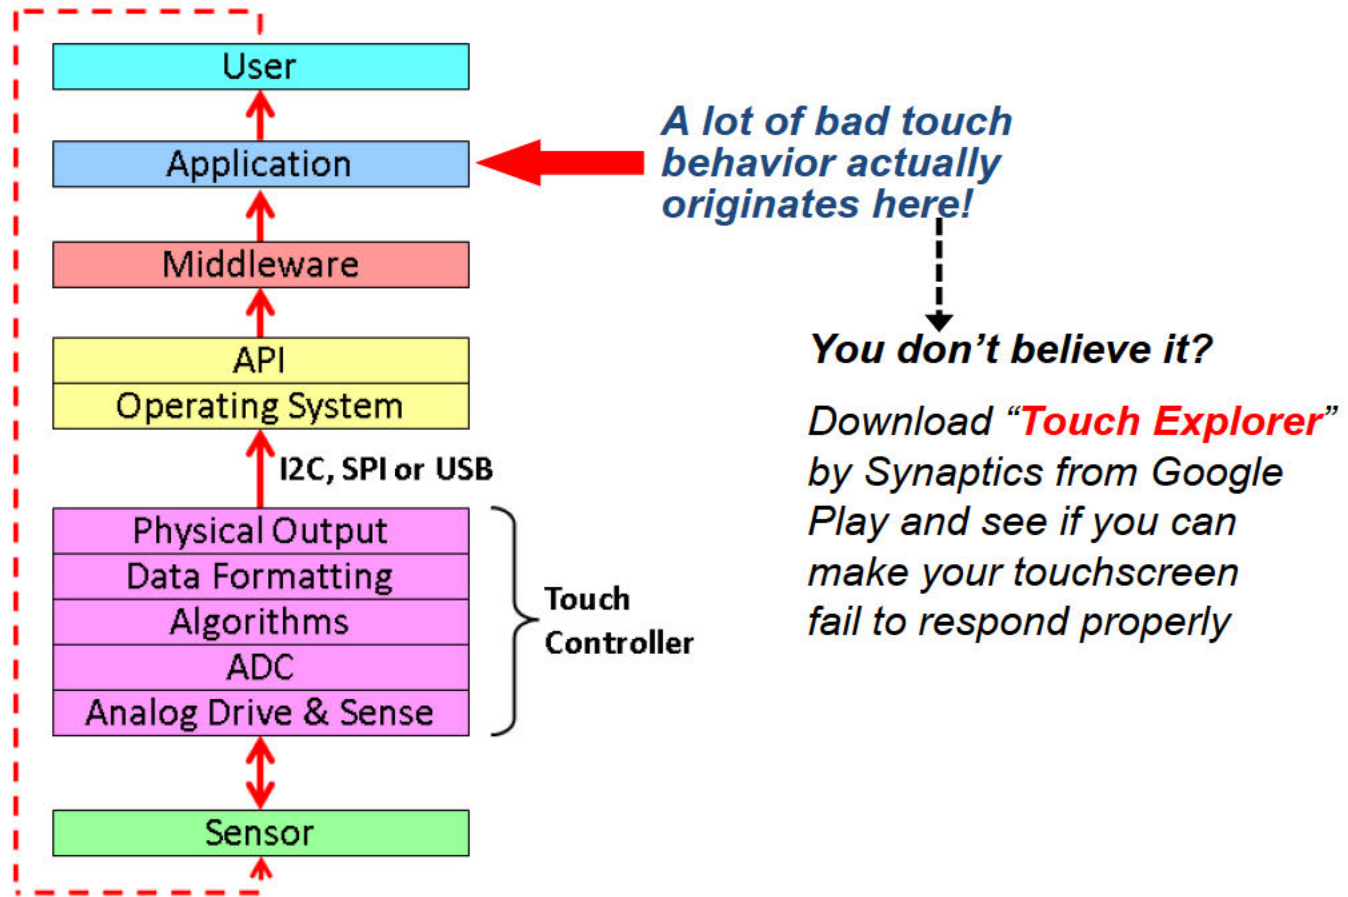 User
Application
Middleware
API
Operating System
I2C, SPI or USB
Physical Output
Data Formatting
Algorithms
ADC
Analog Drive & Sense
Touch
Controller
Sensor
A lot of bad touch
behavior actually
originates here!
You don’t believe it?
Download “Touch Explorer”
by Synaptics from Google
Play and see if you can
make your touchscreen
fail to respond properly